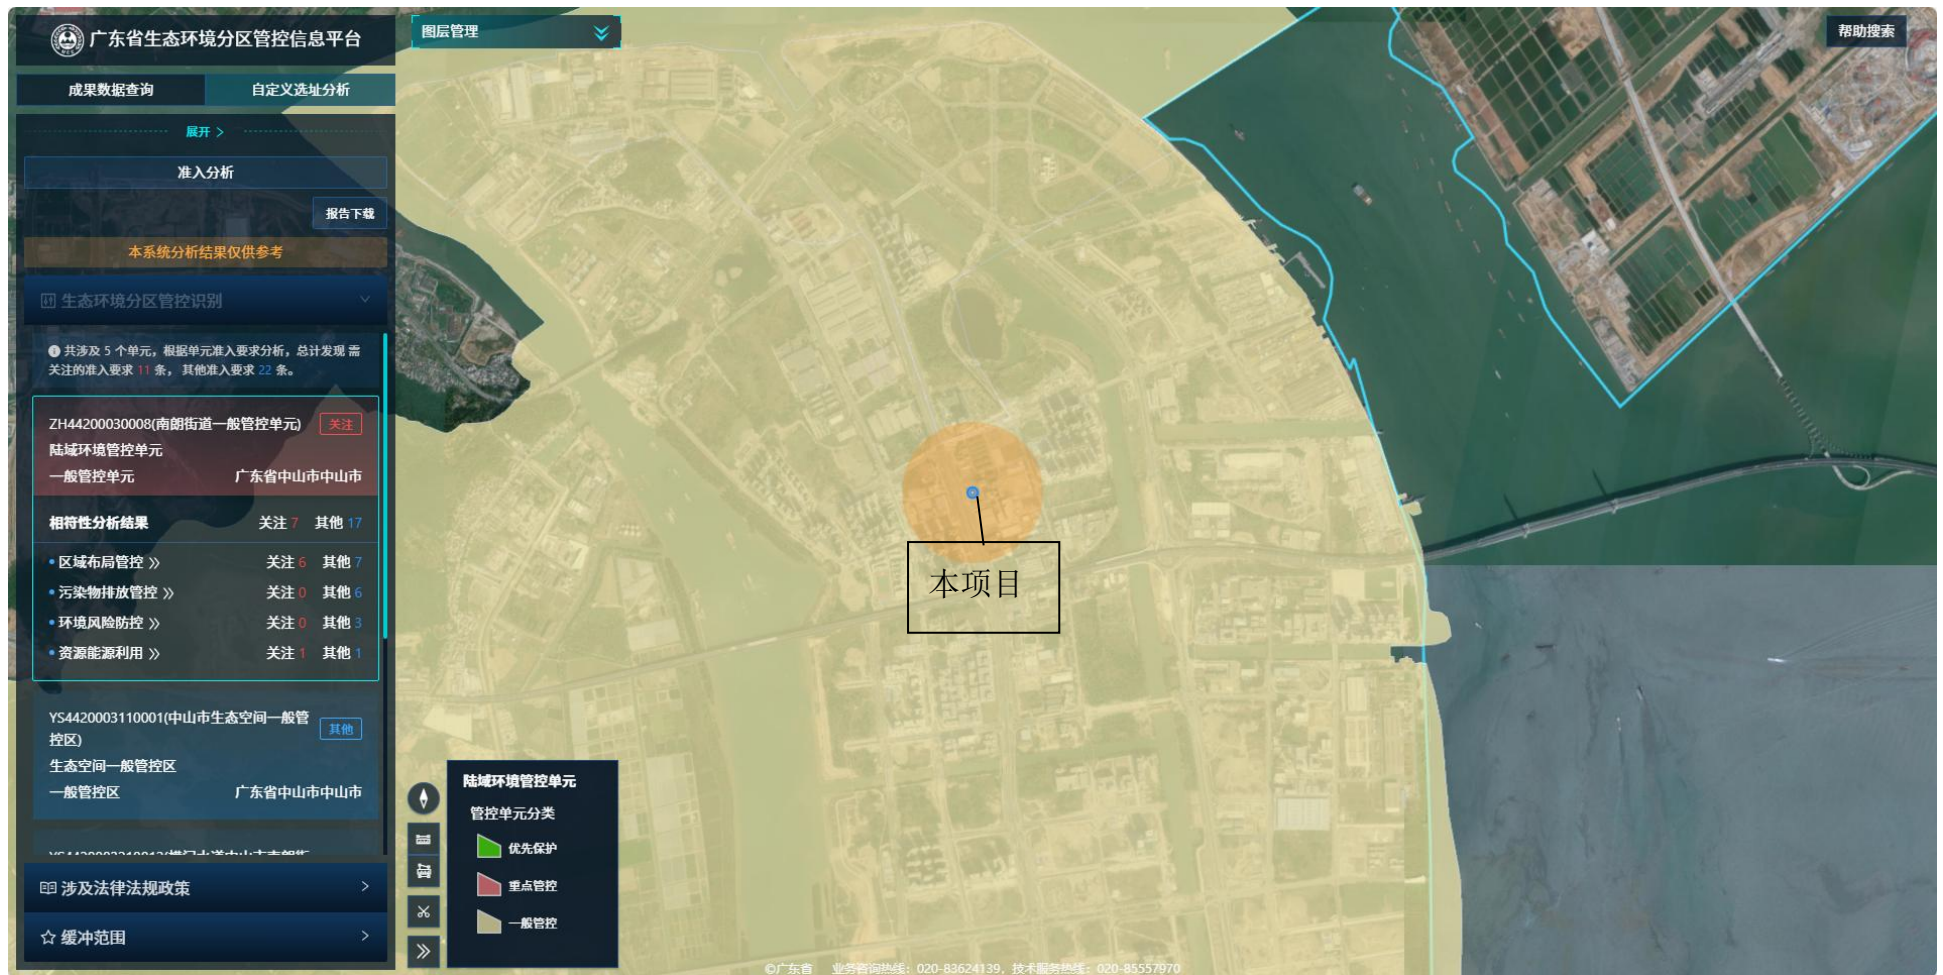 广东省生态环境分区管控信息平台
成果数据查询
自定义选址分析
展开 >
准入分析
报告下载
本系统分析结果仅供参考
生态环境分区管控识别
共涉及 5 个单元，根据单元准入要求分析，总计发现 需
关注的准入要求 11 条， 其他准入要求 22 条。
ZH44200030008(南朗街道一般管控单元)
关注
陆域环境管控单元
一般管控单元 广东省中山市中山市
相符性分析结果 关注 7 其他 17
• 区域布局管控 » 关注 6 其他 7
• 污染物排放管控 » 关注 0 其他 6
• 环境风险防控 » 关注 0 其他 3
• 资源能源利用 » 关注 1 其他 1
YS4420003110001(中山市生态空间一般管
控区)
其他
生态空间一般管控区
一般管控区 广东省中山市中山市
涉及法律法规政策
缓冲范围
图层管理
帮助搜索
本项目
陆域环境管控单元
管控单元分类
优先保护
重点管控
一般管控
©广东省 业务咨询热线：020-83624139，技术服务热线：020-85557970